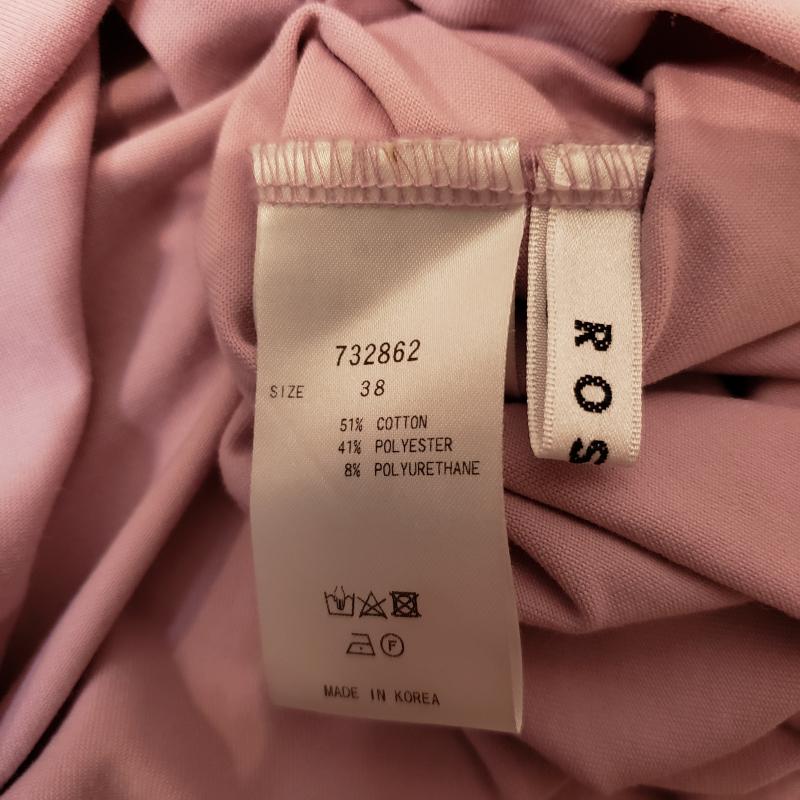 732862
SIZE 38
51% COTTON
41% POLYESTER
8% POLYURETHANE
F
MADE IN KOREA
ROS